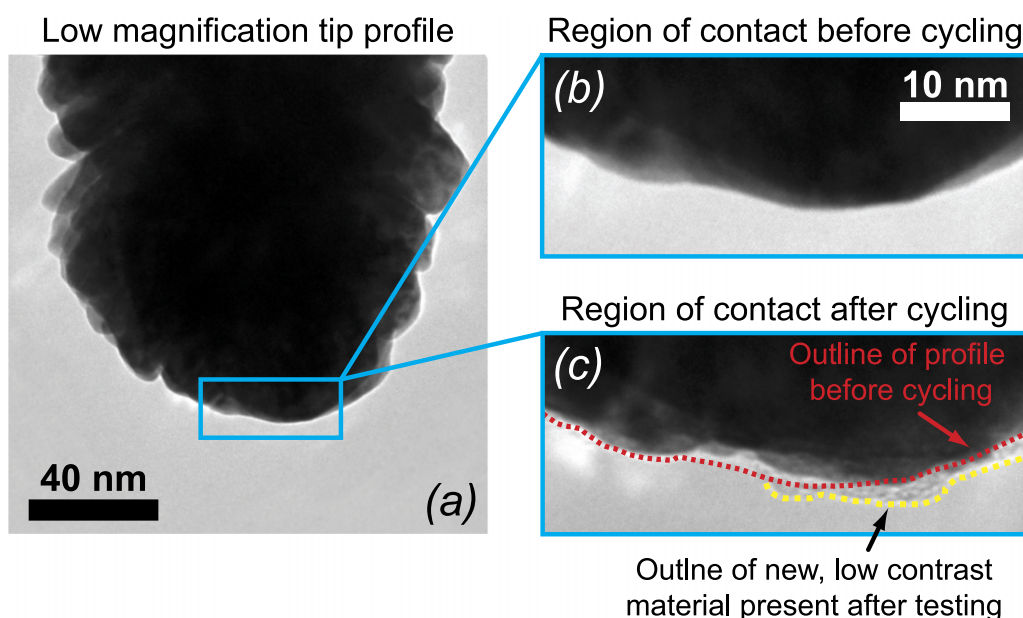 Low magnification tip profile
40 nm
(a)
Region of contact before cycling
(b)
10 nm
Region of contact after cycling
(c)
Outline of profile
before cycling
Outlne of new, low contrast
material present after testing